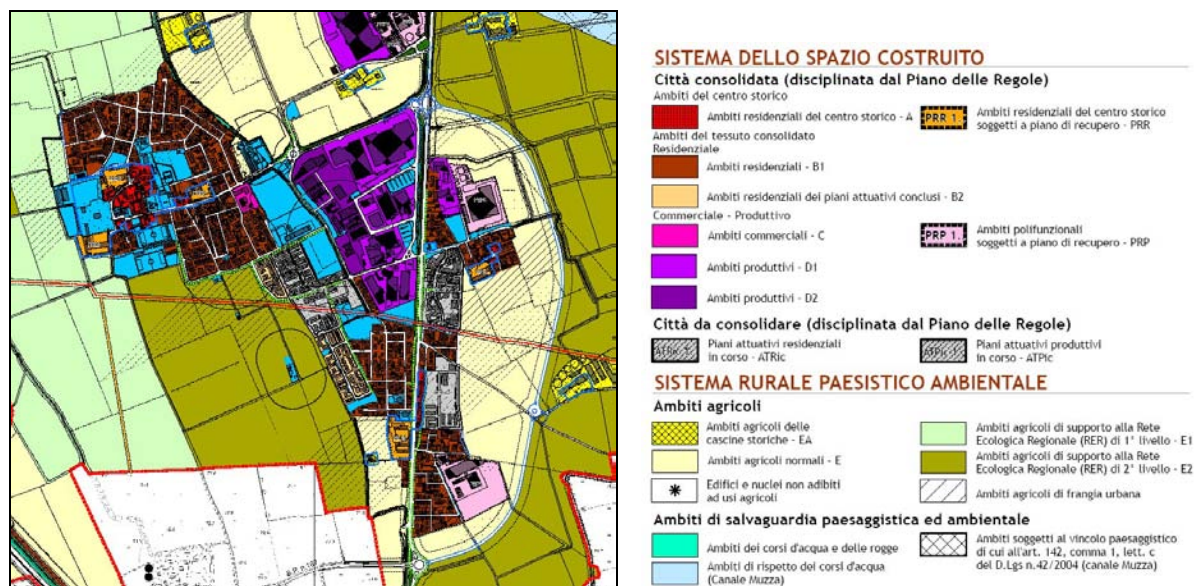 SISTEMA DELLO SPAZIO COSTRUITO
Città consolidata (disciplinata dal Piano delle Regole)
Ambiti del centro storico
Ambiti residenziali del centro storico - A
PRR 1.
Ambiti residenziali del centro storico
soggetti a piano di recupero - PRR
Ambiti del tessuto consolidato
Residenziale
Ambiti residenziali - B1
Ambiti residenziali dei piani attuativi conclusi - B2
Commerciale - Produttivo
Ambiti commerciali - C
PRP 1.
Ambiti polifunzionali
soggetti a piano di recupero - PRP
Ambiti produttivi - D1
Ambiti produttivi - D2
Città da consolidare (disciplinata dal Piano delle Regole)
Piani attuativi residenziali
in corso - ATRic
Piani attuativi produttivi
in corso - ATPic
SISTEMA RURALE PAESISTICO AMBIENTALE
Ambiti agricoli
Ambiti agricoli delle
cascine storiche - EA
Ambiti agricoli di supporto alla Rete
Ecologica Regionale (RER) di 1° livello - E1
Ambiti agricoli normali - E
Ambiti agricoli di supporto alla Rete
Ecologica Regionale (RER) di 2° livello - E2
Edifici e nuclei non adibiti
ad usi agricoli
Ambiti agricoli di frangia urbana
Ambiti di salvaguardia paesaggistica ed ambientale
Ambiti dei corsi d'acqua e delle rogge
Ambiti soggetti al vincolo paesaggistico
di cui all'art. 142, comma 1, lett. c
del D.Lgs n.42/2004 (canale Muzza)
Ambiti di rispetto dei corsi d'acqua
(Canale Muzza)